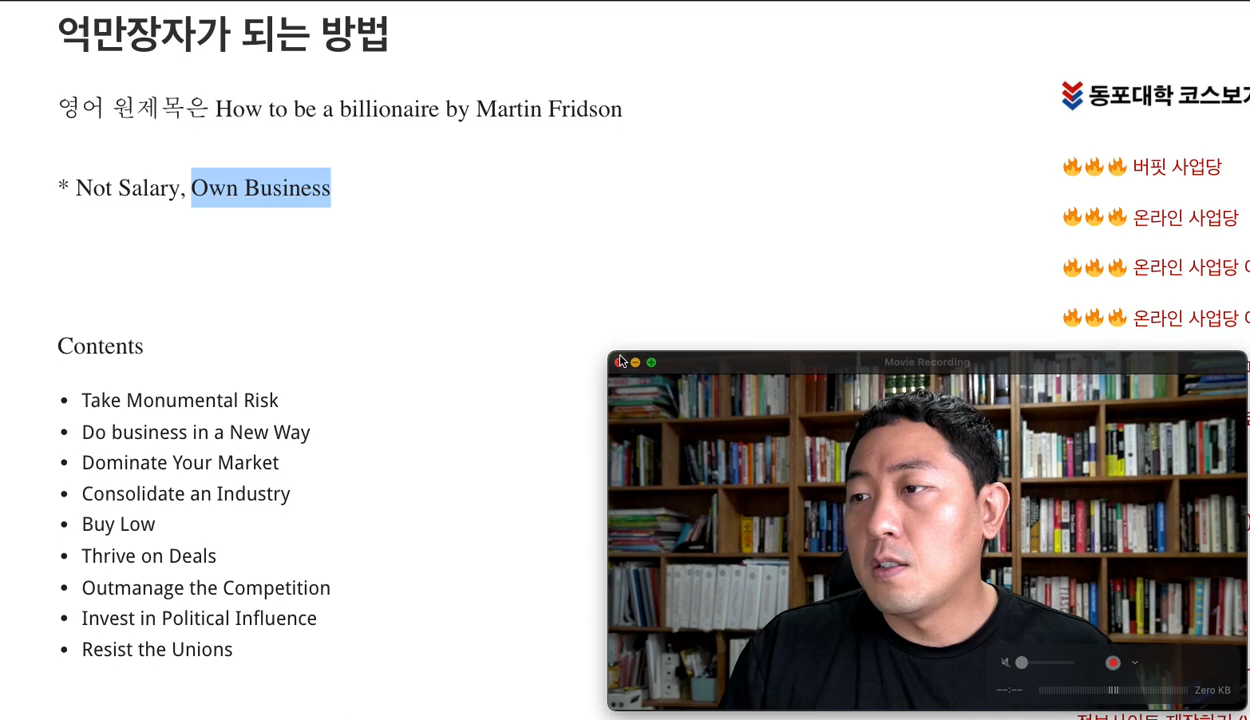 억만장자가 되는 방법
영어 원제목은 How to be a billionaire by Martin Fridson
* Not Salary, Own Business
Contents
• Take Monumental Risk
• Do business in a New Way
• Dominate Your Market
• Consolidate an Industry
• Buy Low
• Thrive on Deals
• Outmanage the Competition
• Invest in Political Influence
• Resist the Unions
동포대학 코스보기
🔥🔥🔥 버핏 사업당
🔥🔥🔥 온라인 사업당
🔥🔥🔥 온라인 사업당
🔥🔥🔥 온라인 사업당
Movie Recording
--:--
Zero KB